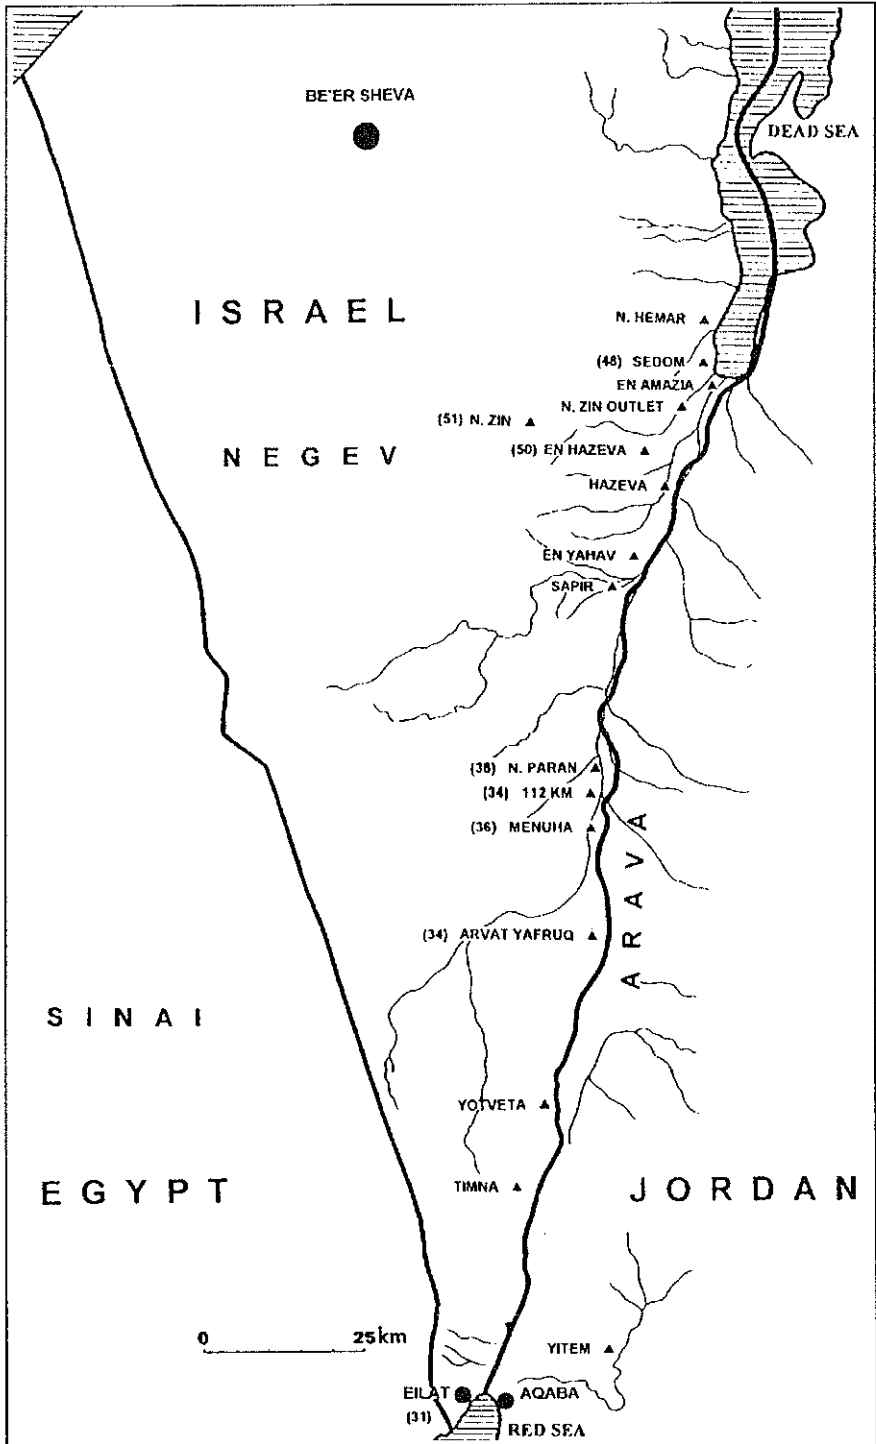 BE'ER SHEVA
DEAD SEA
ISRAEL
N. HEMAR
(48) SEDOM
EN AMAZIA
N. ZIN OUTLET
(51) N. ZIN
(50) EN HAZEVA
NEGEV
HAZEVA
EN YAHAV
SAPIR
(38) N. PARAN
(34) 112 KM
(36) MENUHA
ARAVA
(34) ARVAT YAFRUQ
SINAI
YOTVETA
EGYPT
TIMNA
JORDAN
0 25km
YITEM
EILAT
AQABA
(31)
RED SEA